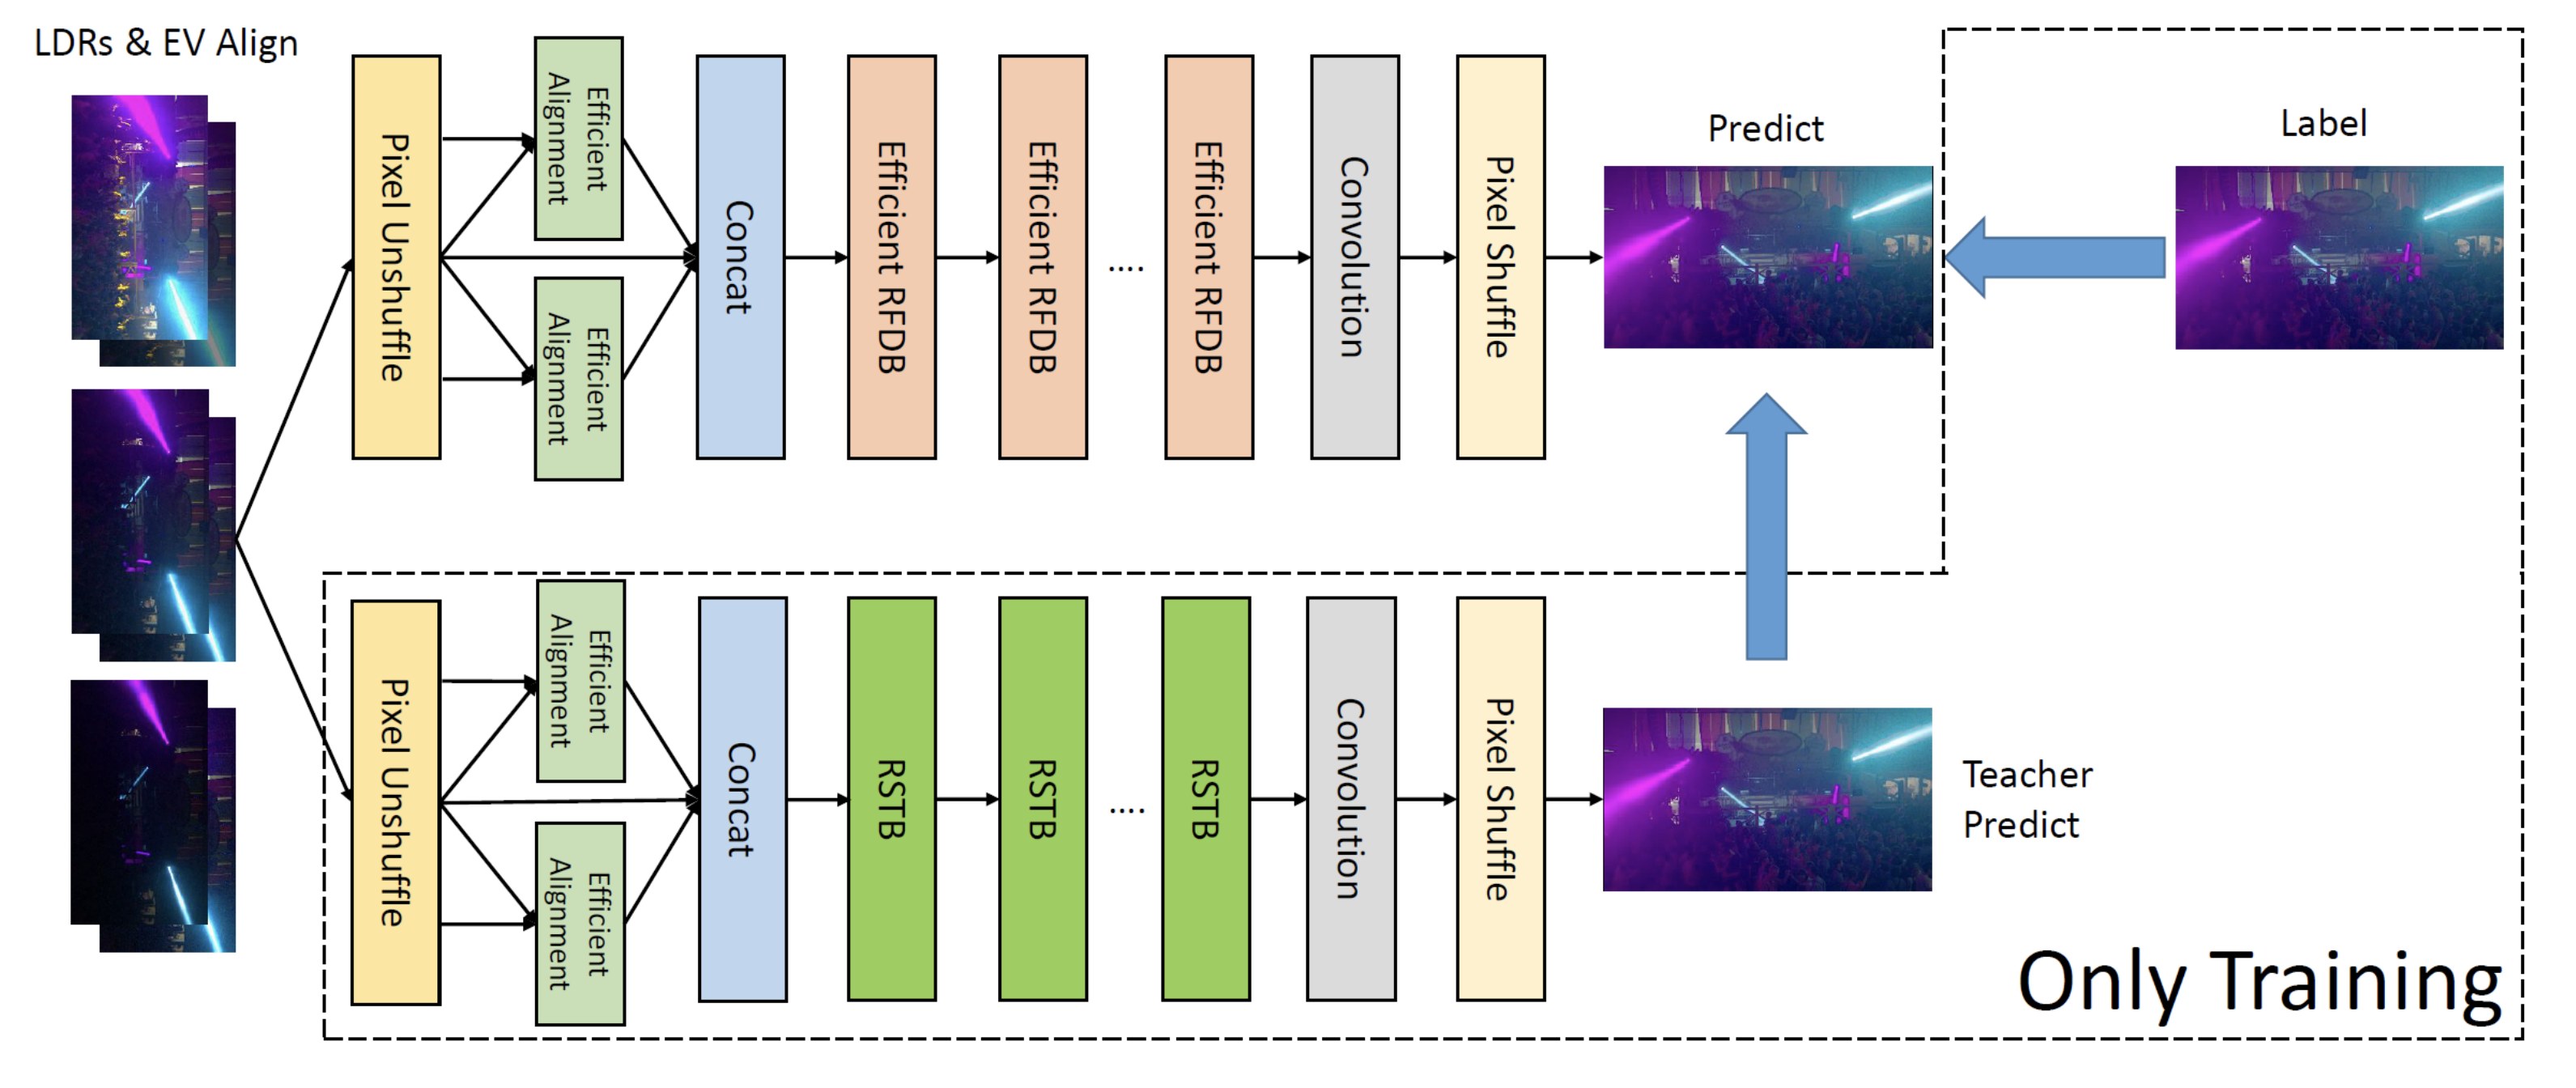 LDRs & EV Align
Pixel Unshuffle
Efficient
Alignment
Efficient
Alignment
Concat
Efficient RFDB
Efficient RFDB
....
Efficient RFDB
Convolution
Pixel Shuffle
Predict
Label
Pixel Unshuffle
Efficient
Alignment
Efficient
Alignment
Concat
RSTB
RSTB
....
RSTB
Convolution
Pixel Shuffle
Teacher
Predict
Only Training